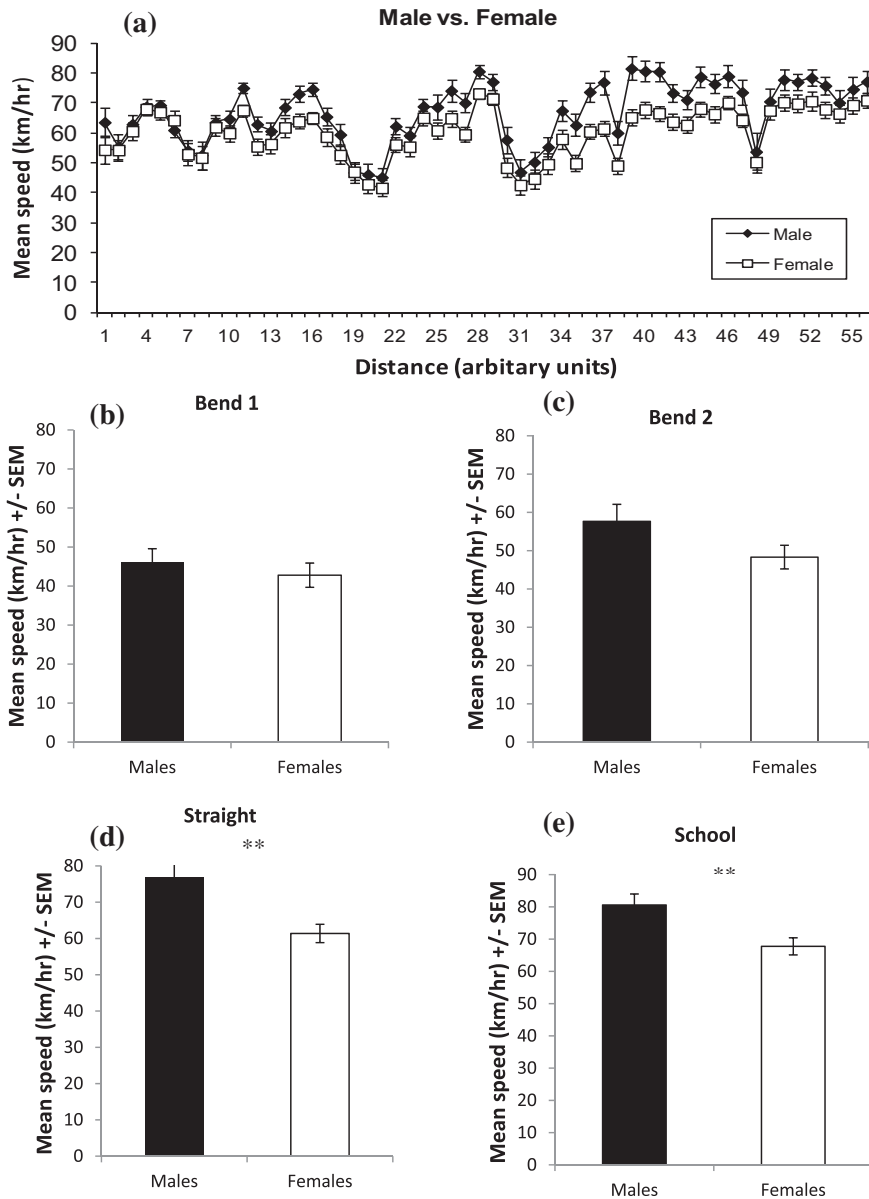 (a)
Male vs. Female
Mean speed (km/hr)
90
80
70
60
50
40
30
20
10
0
Male
Female
1 4 7 10 13 16 19 22 25 28 31 34 37 40 43 46 49 52 55
Distance (arbitary units)
(b)
Bend 1
Mean speed (km/hr) +/- SEM
80
70
60
50
40
30
20
10
0
Males Females
(c)
Bend 2
Mean speed (km/hr) +/- SEM
80
70
60
50
40
30
20
10
0
Males Females
(d)
Straight
**
Mean speed (km/hr) +/- SEM
80
70
60
50
40
30
20
10
0
Males Females
(e)
School
**
Mean speed (km/hr) +/- SEM
90
80
70
60
50
40
30
20
10
0
Males Females